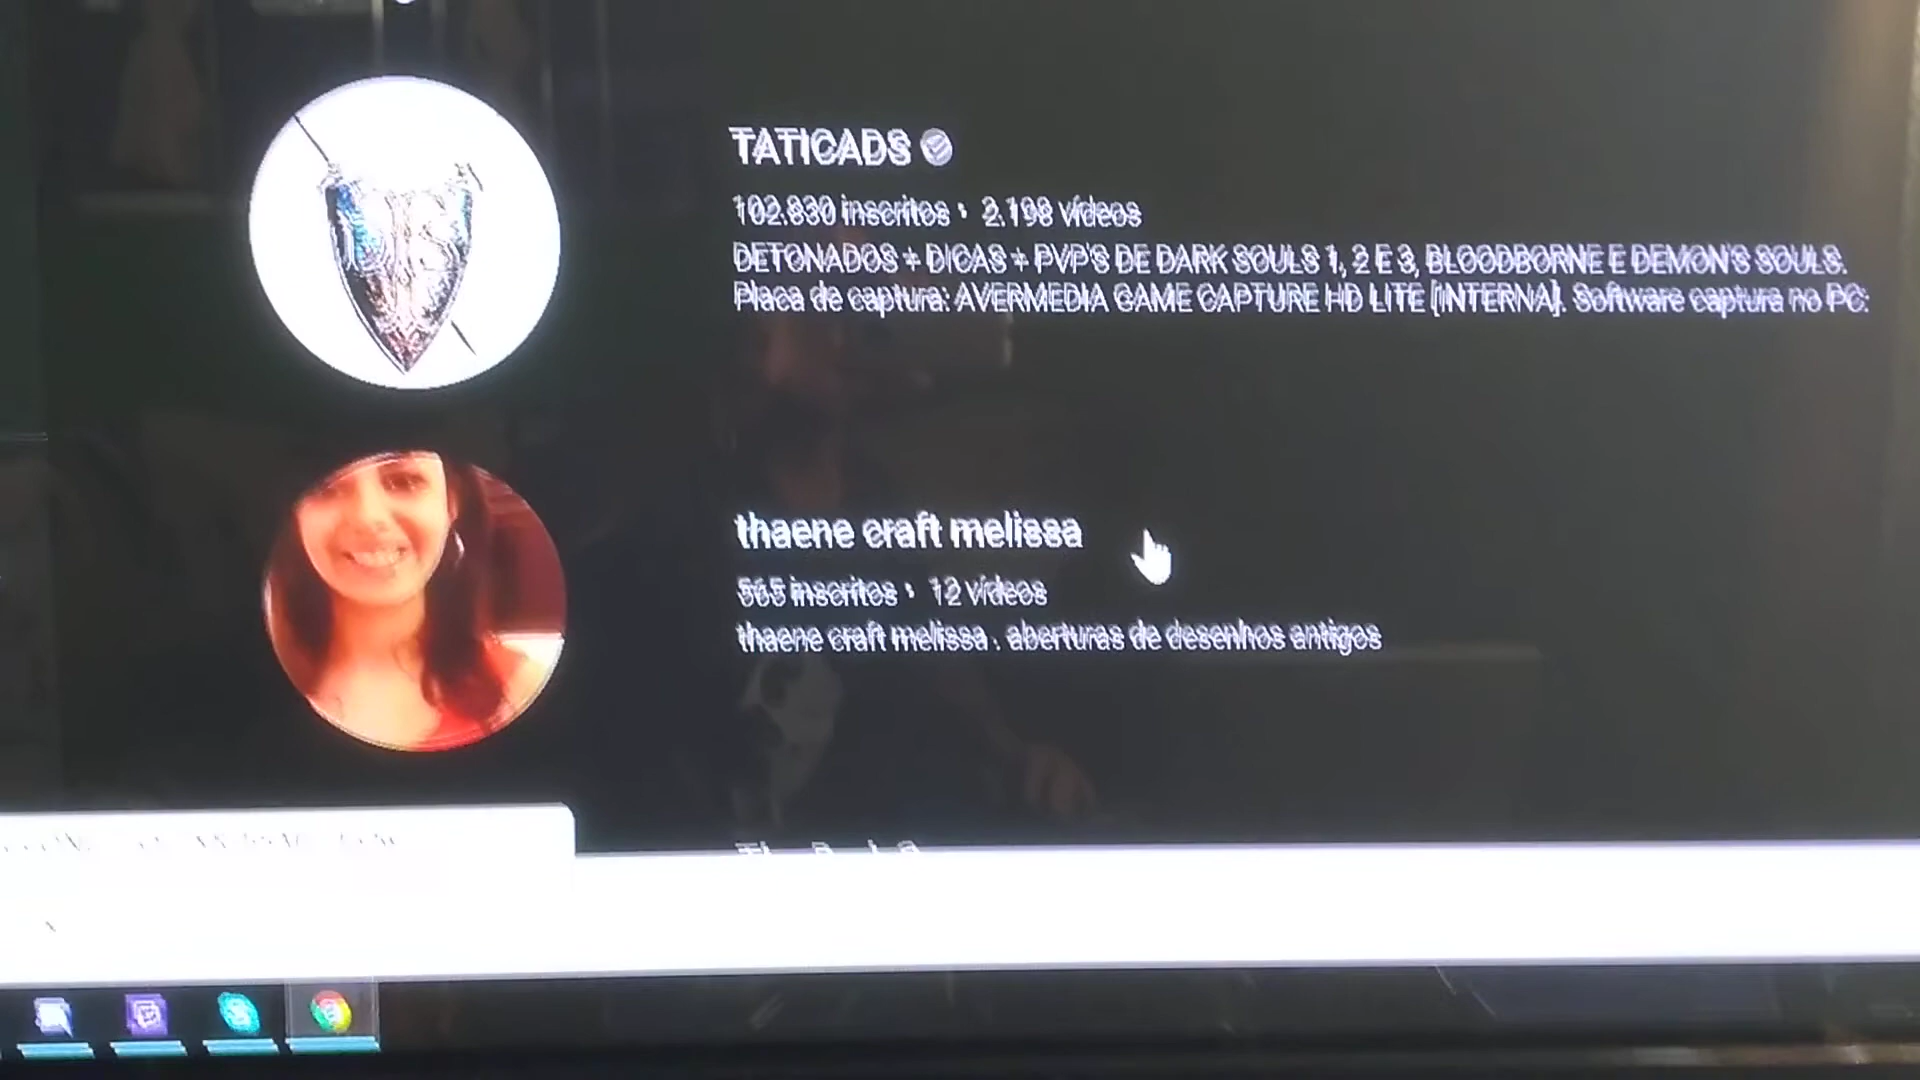 TATICADS
102.830 inscritos • 2.198 vídeos
DETONADOS + DICAS + PVP'S DE DARK SOULS 1, 2 E 3, BLOODBORNE E DEMON'S SOULS.
Placa de captura: AVERMEDIA GAME CAPTURE HD LITE [INTERNA]. Software captura no PC:
thaene craft melissa
565 inscritos • 12 vídeos
thaene craft melissa . aberturas de desenhos antigos